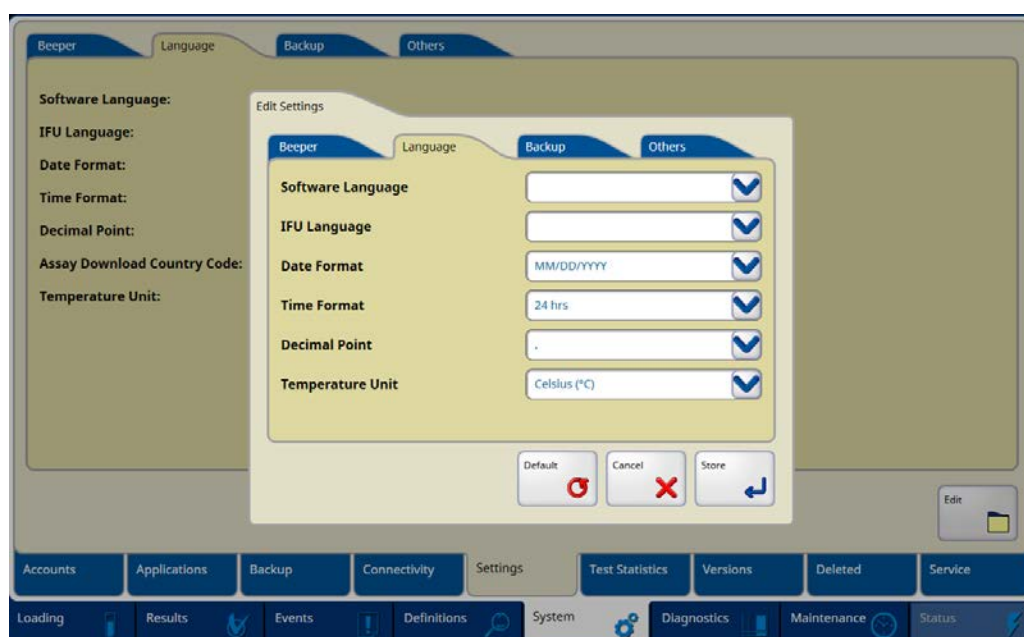 Beeper Language Backup Others
Software Language:
IFU Language:
Date Format:
Time Format:
Decimal Point:
Assay Download Country Code:
Temperature Unit:
Edit Settings
Beeper Language Backup Others
Software Language
IFU Language
Date Format MM/DD/YYYY
Time Format 24 hrs
Decimal Point .
Temperature Unit Celsius (°C)
Default Cancel Store
Edit
Accounts Applications Backup Connectivity Settings Test Statistics Versions Deleted Service
Loading Results Events Definitions System Diagnostics Maintenance Status